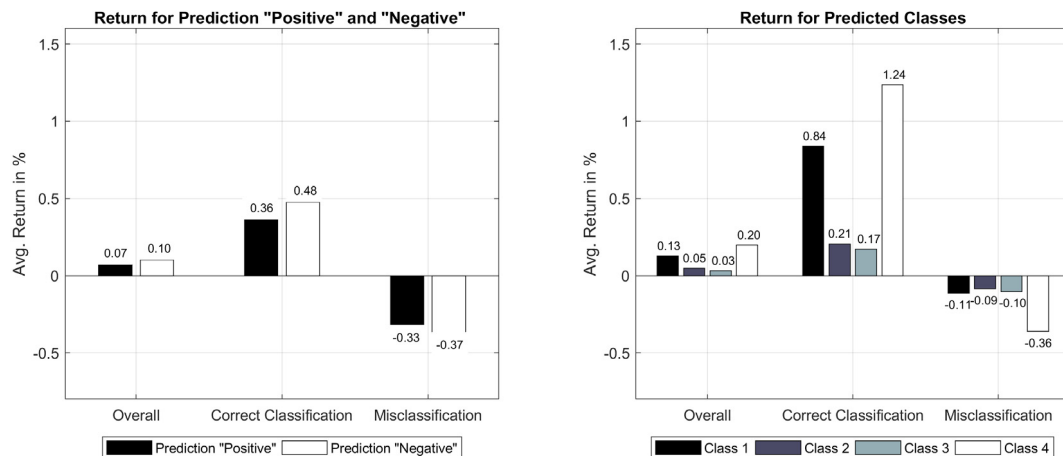 Return for Prediction "Positive" and "Negative"
Avg. Return in %
1.5
1
0.5
0
-0.5
0.07
0.10
0.36
0.48
-0.33
-0.37
Overall
Correct Classification
Misclassification
Prediction "Positive"
Prediction "Negative"
Return for Predicted Classes
Avg. Return in %
1.5
1
0.5
0
-0.5
0.13
0.05
0.03
0.20
0.84
0.21
0.17
1.24
-0.11
-0.09
-0.10
-0.36
Overall
Correct Classification
Misclassification
Class 1
Class 2
Class 3
Class 4